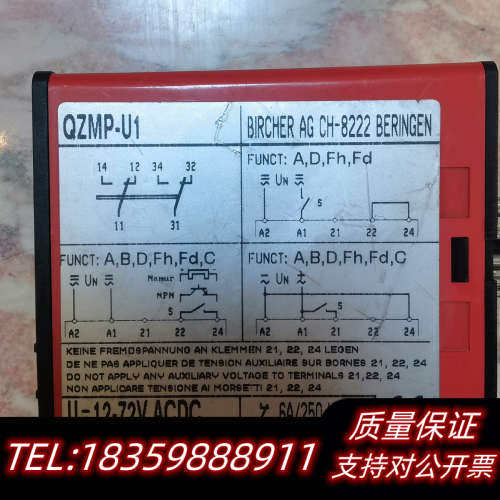 QZMP-U1
BIRCHER AG CH-8222 BERINGEN
14 12 34 32
11 31
FUNCT: A,D,Fh,Fd
UN
S
A2 A1 21 22 24
FUNCT: A,B,D,Fh,Fd,C
UN
Namur
NPN
S
A2 A1 21 22 24
FUNCT: A,B,D,Fh,Fd,C
UN
S
A2 A1 21 22 24
KEINE FREMDSPANNUNG AN KLEMMEN 21, 22, 24 LEGEN
DE NE PAS APPLIQUER DE TENSION AUXILIAIRE SUR BORNES 21, 22, 24
DO NOT APPLY ANY AUXILIARY VOLTAGE TO TERMINALS 21, 22, 24
NON APPLICARE TENSIONE AI MORSETTI 21, 22, 24
U=12-72V ACDC 6A/250
TEL:18359888911
质量保证
支持对公开票